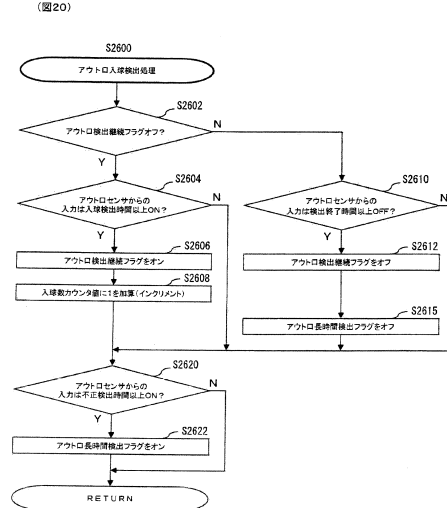 (図20)
S2600
アウトロ入球検出処理
S2602
アウトロ検出継続フラグオフ?
N
Y
S2604
アウトロセンサからの
入力は入球検出時間以上ON?
N
Y
S2610
アウトロセンサからの
入力は検出終了時間以上OFF?
N
Y
S2606
アウトロ検出継続フラグをオン
S2612
アウトロ検出継続フラグをオフ
S2608
入球数カウンタ値に1を加算(インクリメント)
S2615
アウトロ長時間検出フラグをオフ
S2620
アウトロセンサからの
入力は不正検出時間以上ON?
N
Y
S2622
アウトロ長時間検出フラグをオン
RETURN